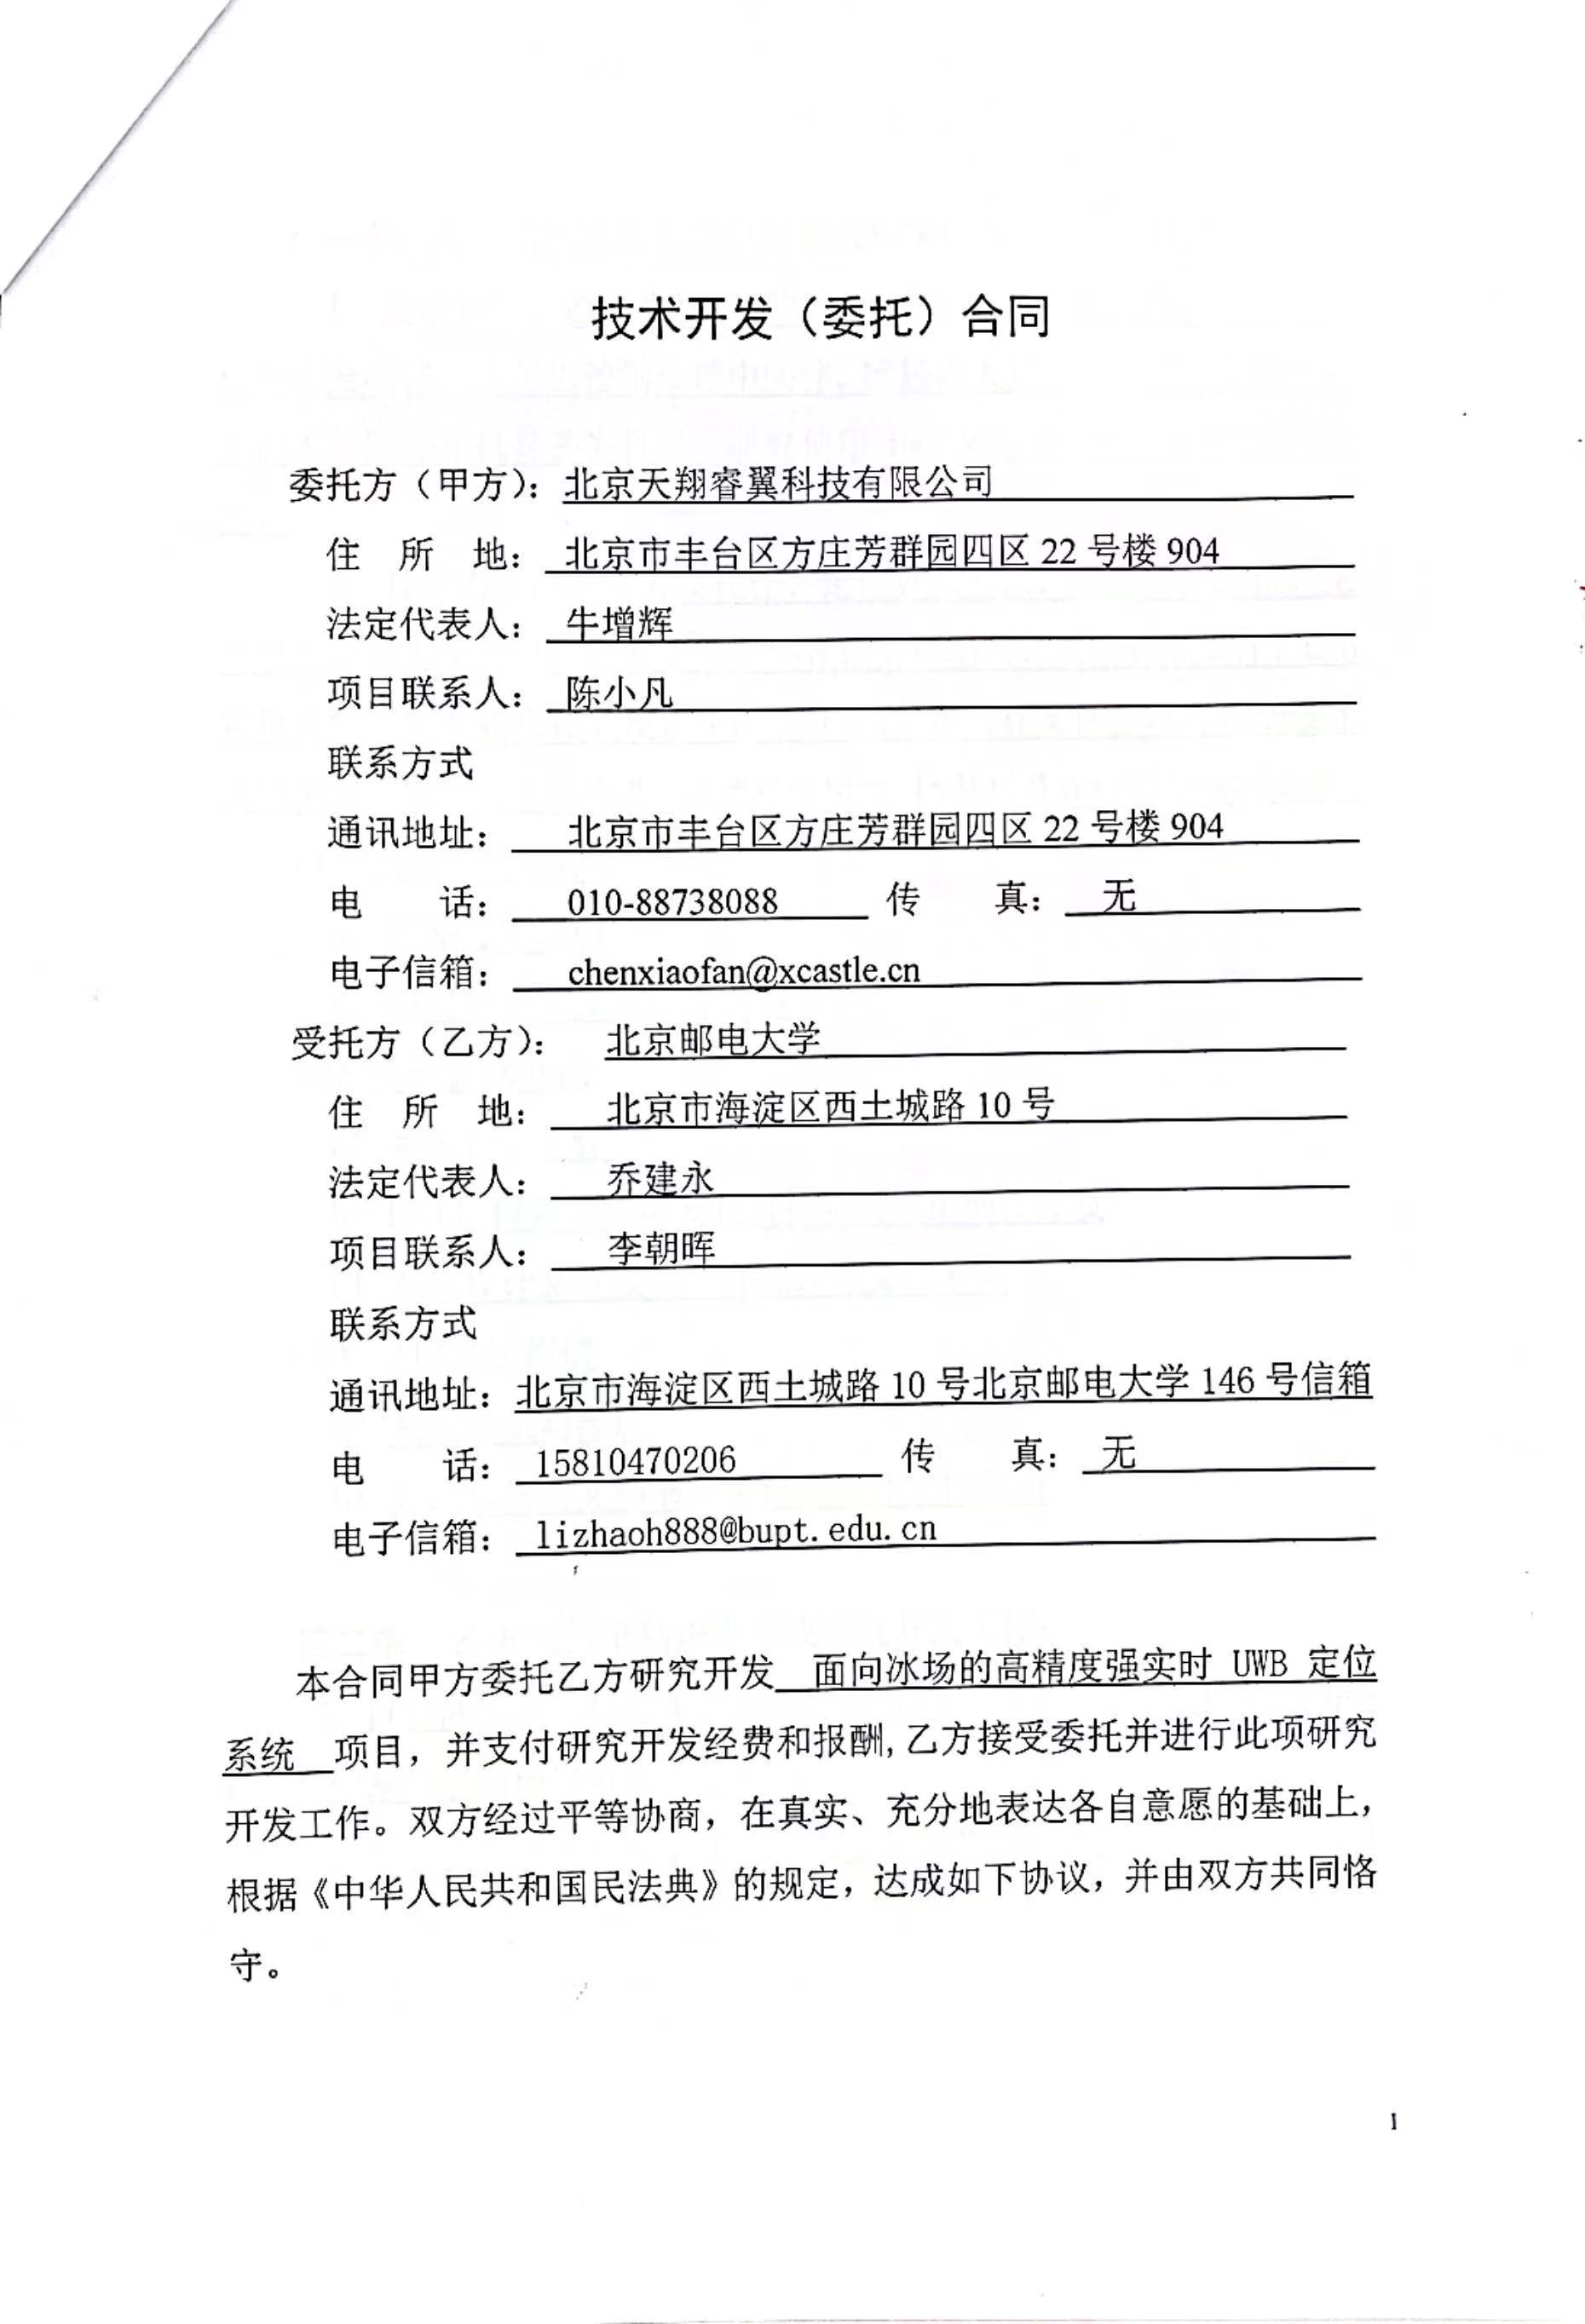 技术开发（委托）合同
委托方（甲方）：北京天翔睿翼科技有限公司
住 所 地：北京市丰台区方庄芳群园四区 22 号楼 904
法定代表人：牛增辉
项目联系人：陈小凡
联系方式
通讯地址：北京市丰台区方庄芳群园四区 22 号楼 904
电 话：010-88738088 传 真：无
电子信箱：chenxiaofan@xcastle.cn
受托方（乙方）：北京邮电大学
住 所 地：北京市海淀区西土城路 10 号
法定代表人：乔建永
项目联系人：李朝晖
联系方式
通讯地址：北京市海淀区西土城路 10 号北京邮电大学 146 号信箱
电 话：15810470206 传 真：无
电子信箱：lizhaoh888@bupt.edu.cn
本合同甲方委托乙方研究开发 面向冰场的高精度强实时 UWB 定位
系统 项目，并支付研究开发经费和报酬,乙方接受委托并进行此项研究
开发工作。双方经过平等协商，在真实、充分地表达各自意愿的基础上，
根据《中华人民共和国民法典》的规定，达成如下协议，并由双方共同恪
守。
1